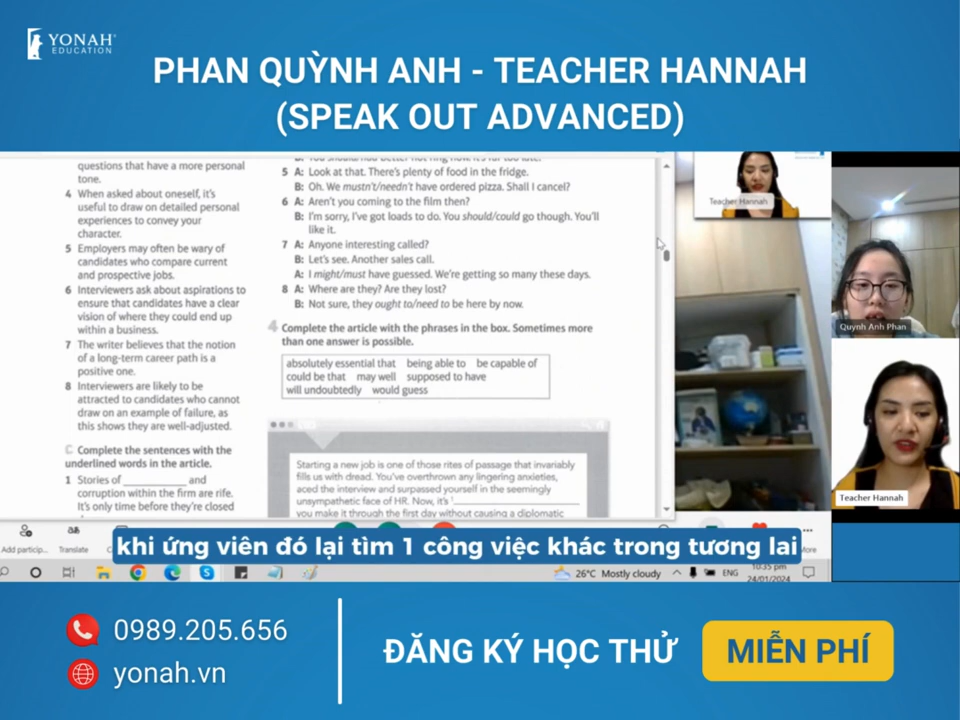 YONAH
EDUCATION
PHAN QUỲNH ANH - TEACHER HANNAH
(SPEAK OUT ADVANCED)
questions that have a more personal
tone.
4 When asked about oneself, it's
useful to draw on detailed personal
experiences to convey your
character.
5 Employers may often be wary of
candidates who compare current
and prospective jobs.
6 Interviewers ask about aspirations to
ensure that candidates have a clear
vision of where they could end up
within a business.
7 The writer believes that the notion
of a long-term career path is a
positive one.
8 Interviewers are likely to be
attracted to candidates who cannot
draw on an example of failure, as
this shows they are well-adjusted.
C Complete the sentences with the
underlined words in the article.
1 Stories of __________ and
corruption within the firm are rife.
It's only time before they're closed
5 A: Look at that. There's plenty of food in the fridge.
B: Oh. We mustn't/needn't have ordered pizza. Shall I cancel?
6 A: Aren't you coming to the film then?
B: I'm sorry, I've got loads to do. You should/could go though. You'll
like it.
7 A: Anyone interesting called?
B: Let's see. Another sales call.
A: I might/must have guessed. We're getting so many these days.
8 A: Where are they? Are they lost?
B: Not sure, they ought to/need to be here by now.
4 Complete the article with the phrases in the box. Sometimes more
than one answer is possible.
absolutely essential that being able to be capable of
could be that may well supposed to have
will undoubtedly would guess
Starting a new job is one of those rites of passage that invariably
fills us with dread. You've overthrown any lingering anxieties,
aced the interview and surpassed yourself in the seemingly
unsympathetic face of HR. Now, it's 1__________
you make it through the first day without causing a diplomatic
Teacher Hannah
Quynh Anh Phan
Teacher Hannah
Add particip...
Translate
More
khi ứng viên đó lại tìm 1 công việc khác trong tương lai
26°C Mostly cloudy
ENG
10:35 pm
24/01/2024
0989.205.656
yonah.vn
ĐĂNG KÝ HỌC THỬ
MIỄN PHÍ